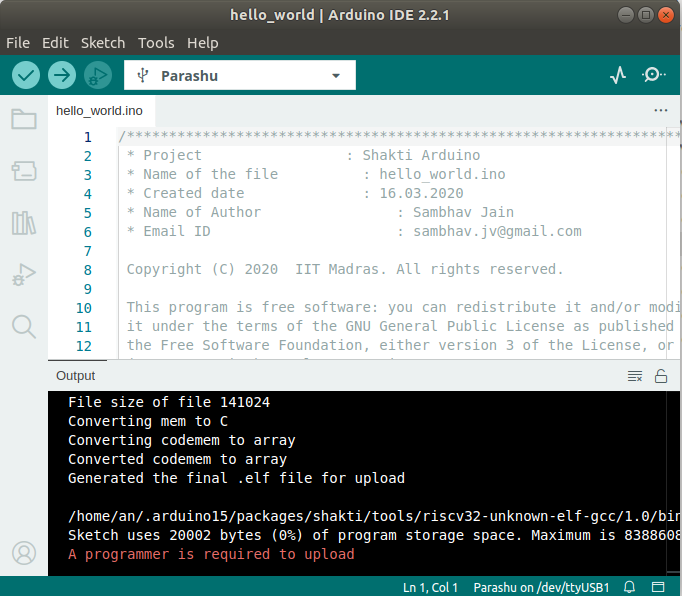 hello_world | Arduino IDE 2.2.1
File Edit Sketch Tools Help
Parashu
hello_world.ino
1 /******************************************************************
2 * Project : Shakti Arduino
3 * Name of the file : hello_world.ino
4 * Created date : 16.03.2020
5 * Name of Author : Sambhav Jain
6 * Email ID : sambhav.jv@gmail.com
7
8 Copyright (C) 2020 IIT Madras. All rights reserved.
9
10 This program is free software: you can redistribute it and/or modi
11 it under the terms of the GNU General Public License as published
12 the Free Software Foundation, either version 3 of the License, or
Output
File size of file 141024
Converting mem to C
Converting codemem to array
Converted codemem to array
Generated the final .elf file for upload
/home/an/.arduino15/packages/shakti/tools/riscv32-unknown-elf-gcc/1.0/bin
Sketch uses 20002 bytes (0%) of program storage space. Maximum is 8388608
A programmer is required to upload
Ln 1, Col 1 Parashu on /dev/ttyUSB1